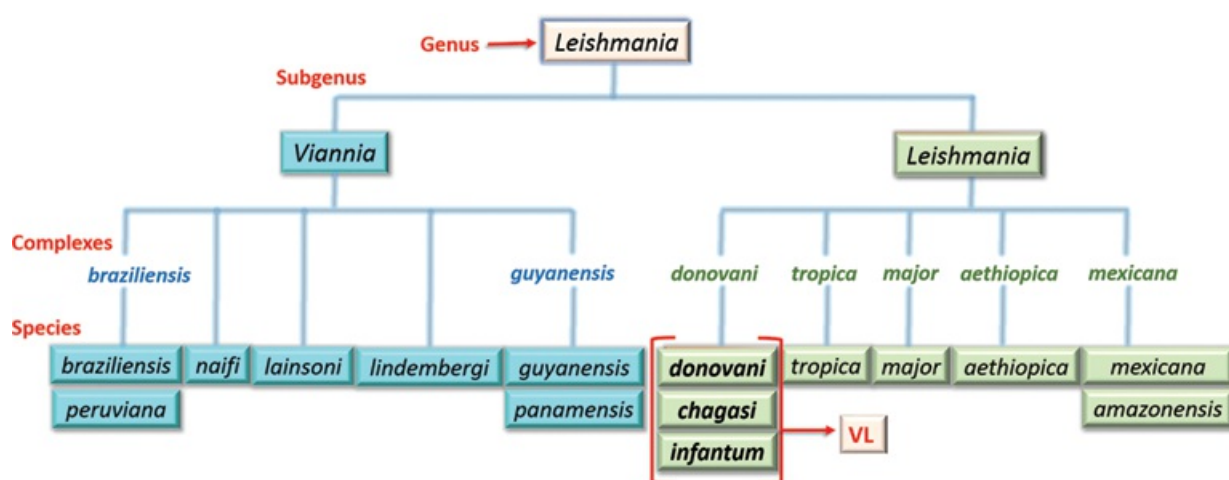 Genus Leishmania
Subgenus
Viannia Leishmania
Complexes
braziliensis guyanensis donovani tropica major aethiopica mexicana
Species
braziliensis naifi lainsoni lindembergi guyanensis donovani tropica major aethiopica mexicana
peruviana panamensis chagasi amazonensis
VL
infantum